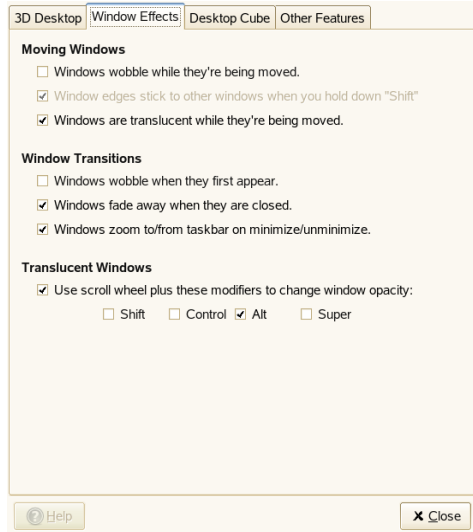 3D Desktop Window Effects Desktop Cube Other Features
Moving Windows
Windows wobble while they're being moved.
Window edges stick to other windows when you hold down "Shift"
Windows are translucent while they're being moved.
Window Transitions
Windows wobble when they first appear.
Windows fade away when they are closed.
Windows zoom to/from taskbar on minimize/unminimize.
Translucent Windows
Use scroll wheel plus these modifiers to change window opacity:
Shift Control Alt Super
Help Close